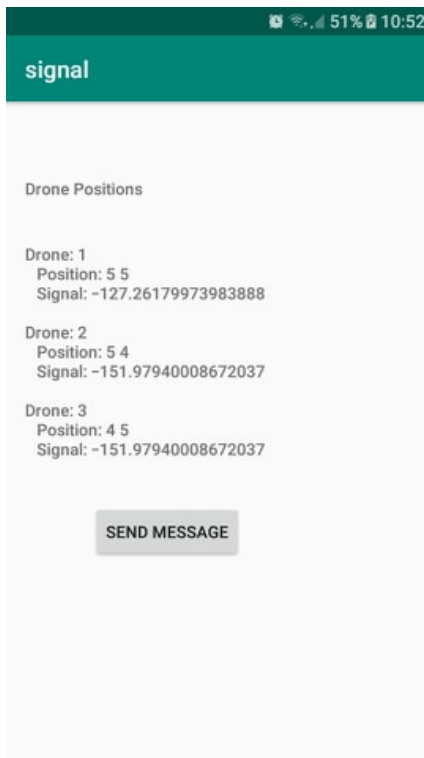 51% 10:52
signal
Drone Positions
Drone: 1
Position: 5 5
Signal: -127.26179973983888
Drone: 2
Position: 5 4
Signal: -151.97940008672037
Drone: 3
Position: 4 5
Signal: -151.97940008672037
SEND MESSAGE